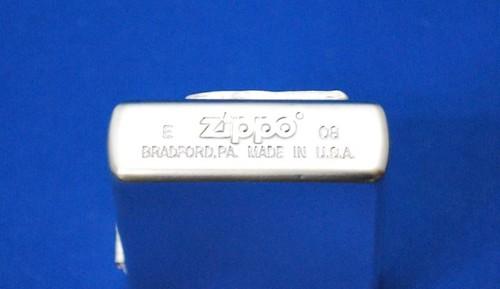 E Zippo® 08
BRADFORD,PA. MADE IN U.S.A.